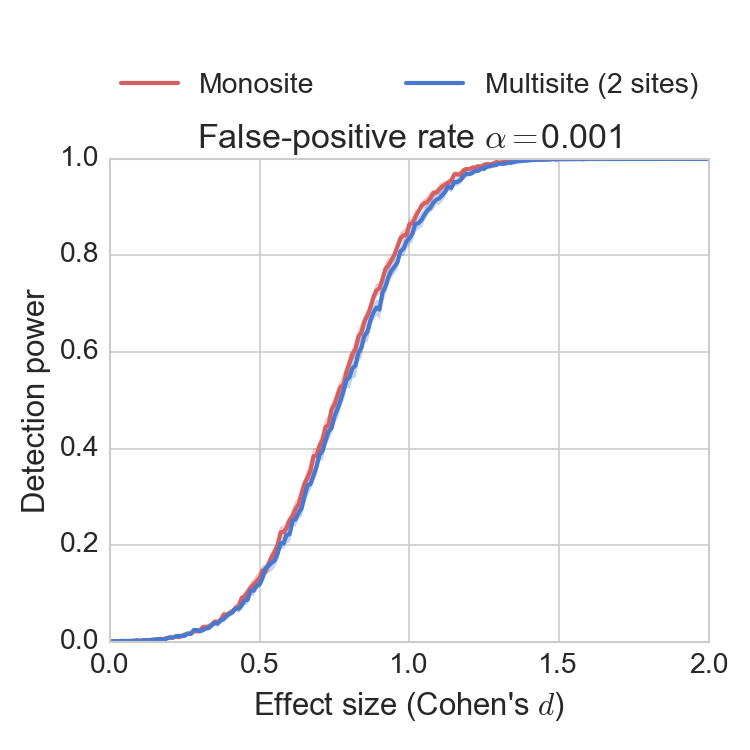 Monosite Multisite (2 sites)
False-positive rate α=0.001
1.0
0.8
0.6
0.4
0.2
0.0
Detection power
0.0 0.5 1.0 1.5 2.0
Effect size (Cohen's d)